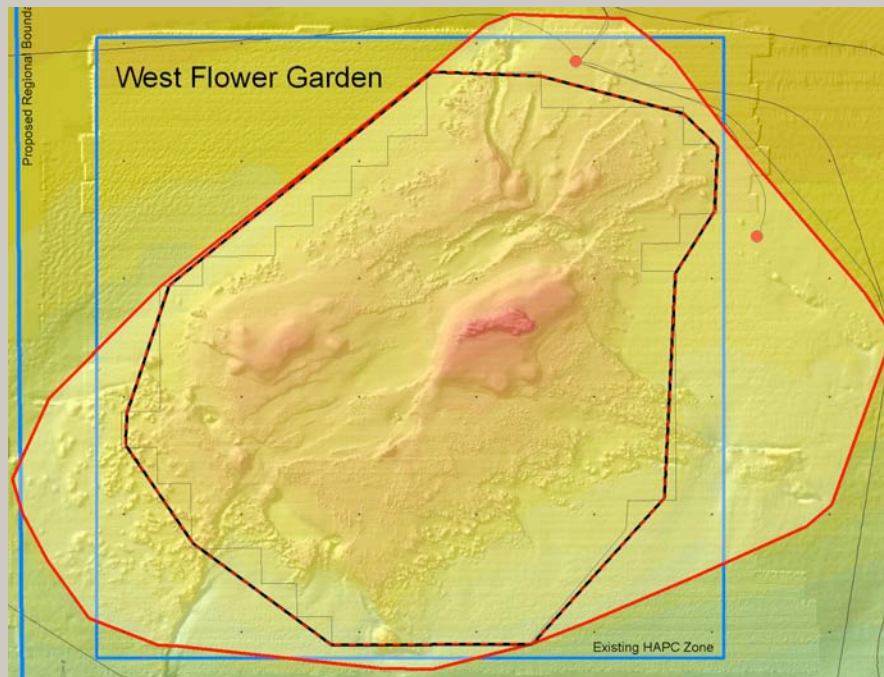 West Flower Garden
Proposed Regional Bounda
Existing HAPC Zone